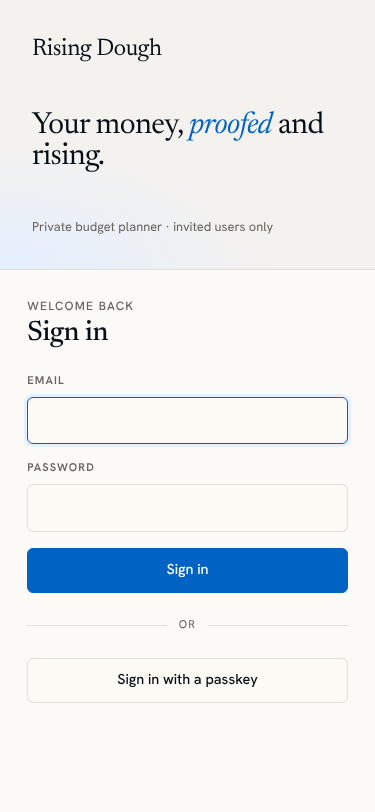 Rising Dough
Your money, proofed and
rising.
Private budget planner · invited users only
WELCOME BACK
Sign in
EMAIL
PASSWORD
Sign in
OR
Sign in with a passkey